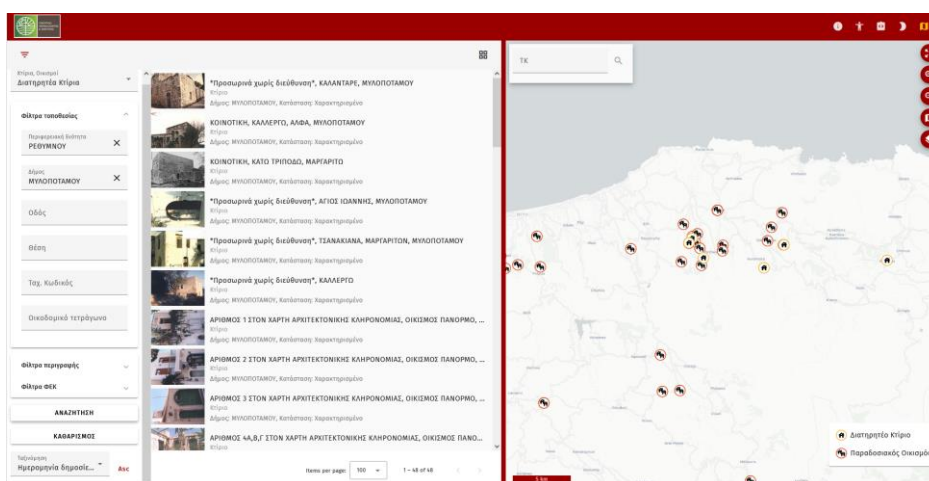 Κτίρια, Οικισμοί
Διατηρητέα Κτίρια
Φίλτρα τοποθεσίας
Περιφερειακή Ενότητα
ΡΕΘΥΜΝΟΥ
Δήμος
ΜΥΛΟΠΟΤΑΜΟΥ
Οδός
Θέση
Ταχ. Κωδικός
Οικοδομικό τετράγωνο
Φίλτρα περιγραφής
Φίλτρα ΦΕΚ
ΑΝΑΖΗΤΗΣΗ
ΚΑΘΑΡΙΣΜΟΣ
Ταξινόμηση
Ημερομηνία δημοσίε...
Asc
*Προσωρινά χωρίς διεύθυνση*, ΚΑΛΑΝΤΑΡΕ, ΜΥΛΟΠΟΤΑΜΟΥ
Κτίριο
Δήμος: ΜΥΛΟΠΟΤΑΜΟΥ, Κατάσταση: Χαρακτηρισμένο
ΚΟΙΝΟΤΙΚΗ, ΚΑΛΛΕΡΓΟ, ΑΛΦΑ, ΜΥΛΟΠΟΤΑΜΟΥ
Κτίριο
Δήμος: ΜΥΛΟΠΟΤΑΜΟΥ, Κατάσταση: Χαρακτηρισμένο
ΚΟΙΝΟΤΙΚΗ, ΚΑΤΟ ΤΡΙΠΟΔΟ, ΜΑΡΓΑΡΙΤΟ
Κτίριο
Δήμος: ΜΥΛΟΠΟΤΑΜΟΥ, Κατάσταση: Χαρακτηρισμένο
*Προσωρινά χωρίς διεύθυνση*, ΑΓΙΟΣ ΙΩΑΝΝΗΣ, ΜΥΛΟΠΟΤΑΜΟΥ
Κτίριο
Δήμος: ΜΥΛΟΠΟΤΑΜΟΥ, Κατάσταση: Χαρακτηρισμένο
*Προσωρινά χωρίς διεύθυνση*, ΤΣΑΝΑΚΙΑΝΑ, ΜΑΡΓΑΡΙΤΟΝ, ΜΥΛΟΠΟΤΑΜΟΥ
Κτίριο
Δήμος: ΜΥΛΟΠΟΤΑΜΟΥ, Κατάσταση: Χαρακτηρισμένο
*Προσωρινά χωρίς διεύθυνση*, ΚΑΛΛΕΡΓΟ
Κτίριο
Δήμος: ΜΥΛΟΠΟΤΑΜΟΥ, Κατάσταση: Χαρακτηρισμένο
ΑΡΙΘΜΟΣ 1 ΣΤΟΝ ΧΑΡΤΗ ΑΡΧΙΤΕΚΤΟΝΙΚΗΣ ΚΛΗΡΟΝΟΜΙΑΣ, ΟΙΚΙΣΜΟΣ ΠΑΝΟΡΜΟ, ...
Κτίριο
Δήμος: ΜΥΛΟΠΟΤΑΜΟΥ, Κατάσταση: Χαρακτηρισμένο
ΑΡΙΘΜΟΣ 2 ΣΤΟΝ ΧΑΡΤΗ ΑΡΧΙΤΕΚΤΟΝΙΚΗΣ ΚΛΗΡΟΝΟΜΙΑΣ, ΟΙΚΙΣΜΟΣ ΠΑΝΟΡΜΟ, ...
Κτίριο
Δήμος: ΜΥΛΟΠΟΤΑΜΟΥ, Κατάσταση: Χαρακτηρισμένο
ΑΡΙΘΜΟΣ 3 ΣΤΟΝ ΧΑΡΤΗ ΑΡΧΙΤΕΚΤΟΝΙΚΗΣ ΚΛΗΡΟΝΟΜΙΑΣ, ΟΙΚΙΣΜΟΣ ΠΑΝΟΡΜΟ, ...
Κτίριο
Δήμος: ΜΥΛΟΠΟΤΑΜΟΥ, Κατάσταση: Χαρακτηρισμένο
ΑΡΙΘΜΟΣ 4Α,Β,Γ ΣΤΟΝ ΧΑΡΤΗ ΑΡΧΙΤΕΚΤΟΝΙΚΗΣ ΚΛΗΡΟΝΟΜΙΑΣ, ΟΙΚΙΣΜΟΣ ΠΑΝΟ...
Κτίριο
Items per page: 100 1 – 48 of 48
ΤΚ
Διατηρητέο Κτίριο
Παραδοσιακός Οικισμός
5 km